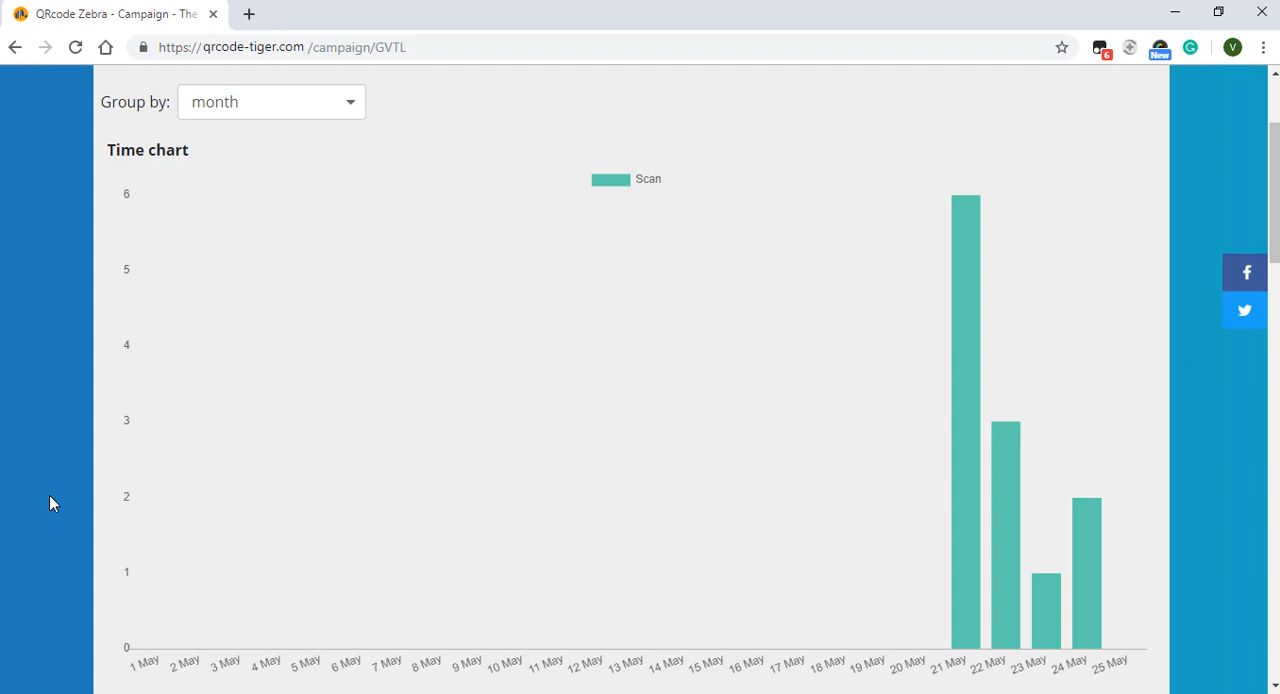 QRcode Zebra - Campaign - The
https://qrcode-tiger.com /campaign/GVTL
6
New
V
Group by: month
Time chart
Scan
6
5
4
3
2
1
0
1 May 2 May 3 May 4 May 5 May 6 May 7 May 8 May 9 May 10 May 11 May 12 May 13 May 14 May 15 May 16 May 17 May 18 May 19 May 20 May 21 May 22 May 23 May 24 May 25 May